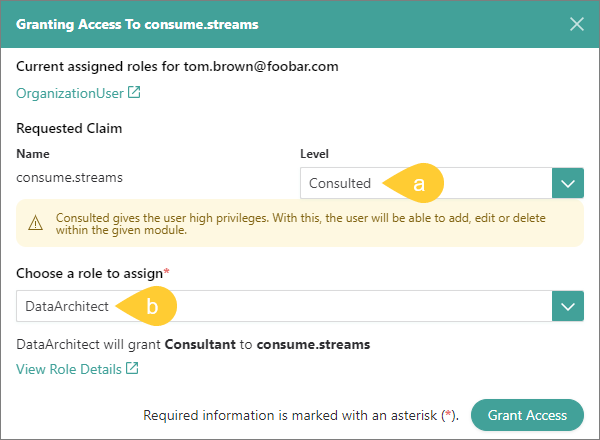 Granting Access To consume.streams
Current assigned roles for tom.brown@foobar.com
OrganizationUser
Requested Claim
Name Level
consume.streams Consulted a
Consulted gives the user high privileges. With this, the user will be able to add, edit or delete
within the given module.
Choose a role to assign*
DataArchitect b
DataArchitect will grant Consultant to consume.streams
View Role Details
Required information is marked with an asterisk (*). Grant Access